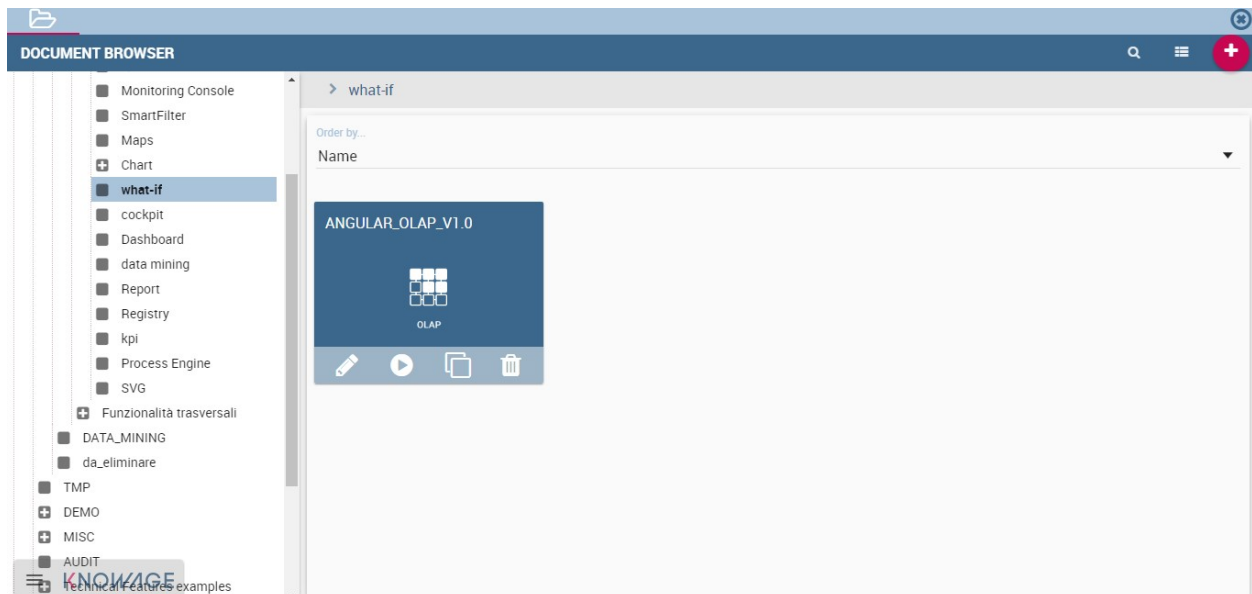 DOCUMENT BROWSER
Monitoring Console
SmartFilter
Maps
Chart
what-if
cockpit
Dashboard
data mining
Report
Registry
kpi
Process Engine
SVG
Funzionalità trasversali
DATA_MINING
da_eliminare
TMP
DEMO
MISC
AUDIT
Technical Features examples
KNOWAGE
> what-if
Order by...
Name
ANGULAR_OLAP_V1.0
OLAP